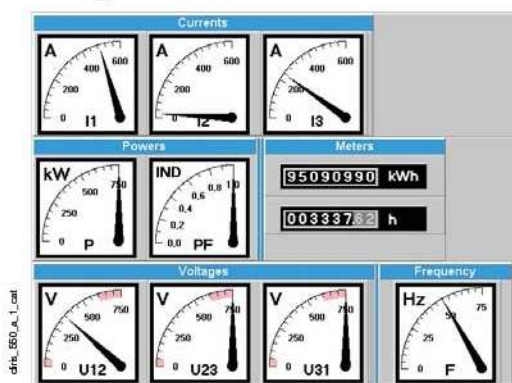 Currents
A 0 200 400 600 I1
A 0 200 400 600 I2
A 0 200 400 600 I3
Powers
Meters
kW 0 250 500 750 P
IND 0,0 0,2 0,4 0,6 0,8 1,0 PF
95090990 kWh
003337.62 h
Voltages
Frequency
V 0 250 500 750 U12
V 0 250 500 750 U23
V 0 250 500 750 U31
Hz 0 25 50 75 F
diris_550_a_1_cat